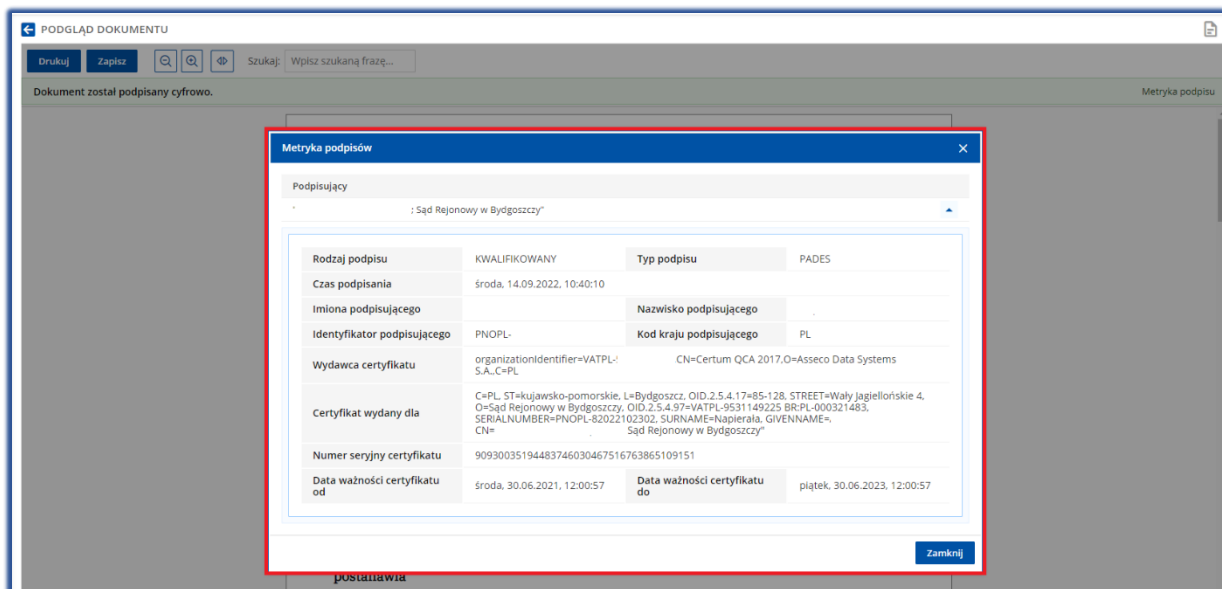 PODGLĄD DOKUMENTU
Drukuj Zapisz Szukaj: Wpisz szukaną frazę...
Dokument został podpisany cyfrowo. Metryka podpisu
Metryka podpisów
Podpisujący
; Sąd Rejonowy w Bydgoszczy"
Rodzaj podpisu KWALIFIKOWANY Typ podpisu PADES
Czas podpisania środa, 14.09.2022, 10:40:10
Imiona podpisującego Nazwisko podpisującego
Identyfikator podpisującego PNOPL- Kod kraju podpisującego PL
Wydawca certyfikatu organizationIdentifier=VATPL- CN=Certum QCA 2017,O=Asseco Data Systems
S.A.,C=PL
C=PL, ST=kujawsko-pomorskie, L=Bydgoszcz, OID.2.5.4.17=85-128, STREET=Wały Jagiellońskie 4,
Certyfikat wydany dla O=Sąd Rejonowy w Bydgoszczy, OID.2.5.4.97=VATPL-9531149225 BR:PL-000321483,
SERIALNUMBER=PNOPL-82022102302, SURNAME=Napierała, GIVENNAME=
CN= Sąd Rejonowy w Bydgoszczy"
Numer seryjny certyfikatu 90930035194483746030467516763865109151
Data ważności certyfikatu od środa, 30.06.2021, 12:00:57 Data ważności certyfikatu do piątek, 30.06.2023, 12:00:57
Zamknij
postanawia